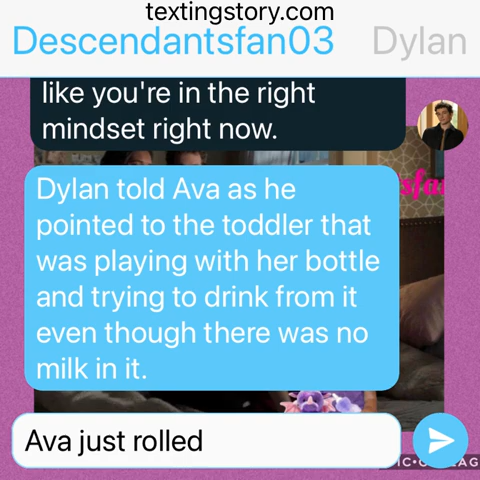 textingstory.com
Descendantsfan03 Dylan
like you're in the right
mindset right now.
sfa
Dylan told Ava as he
pointed to the toddler that
was playing with her bottle
and trying to drink from it
even though there was no
milk in it.
Ava just rolled